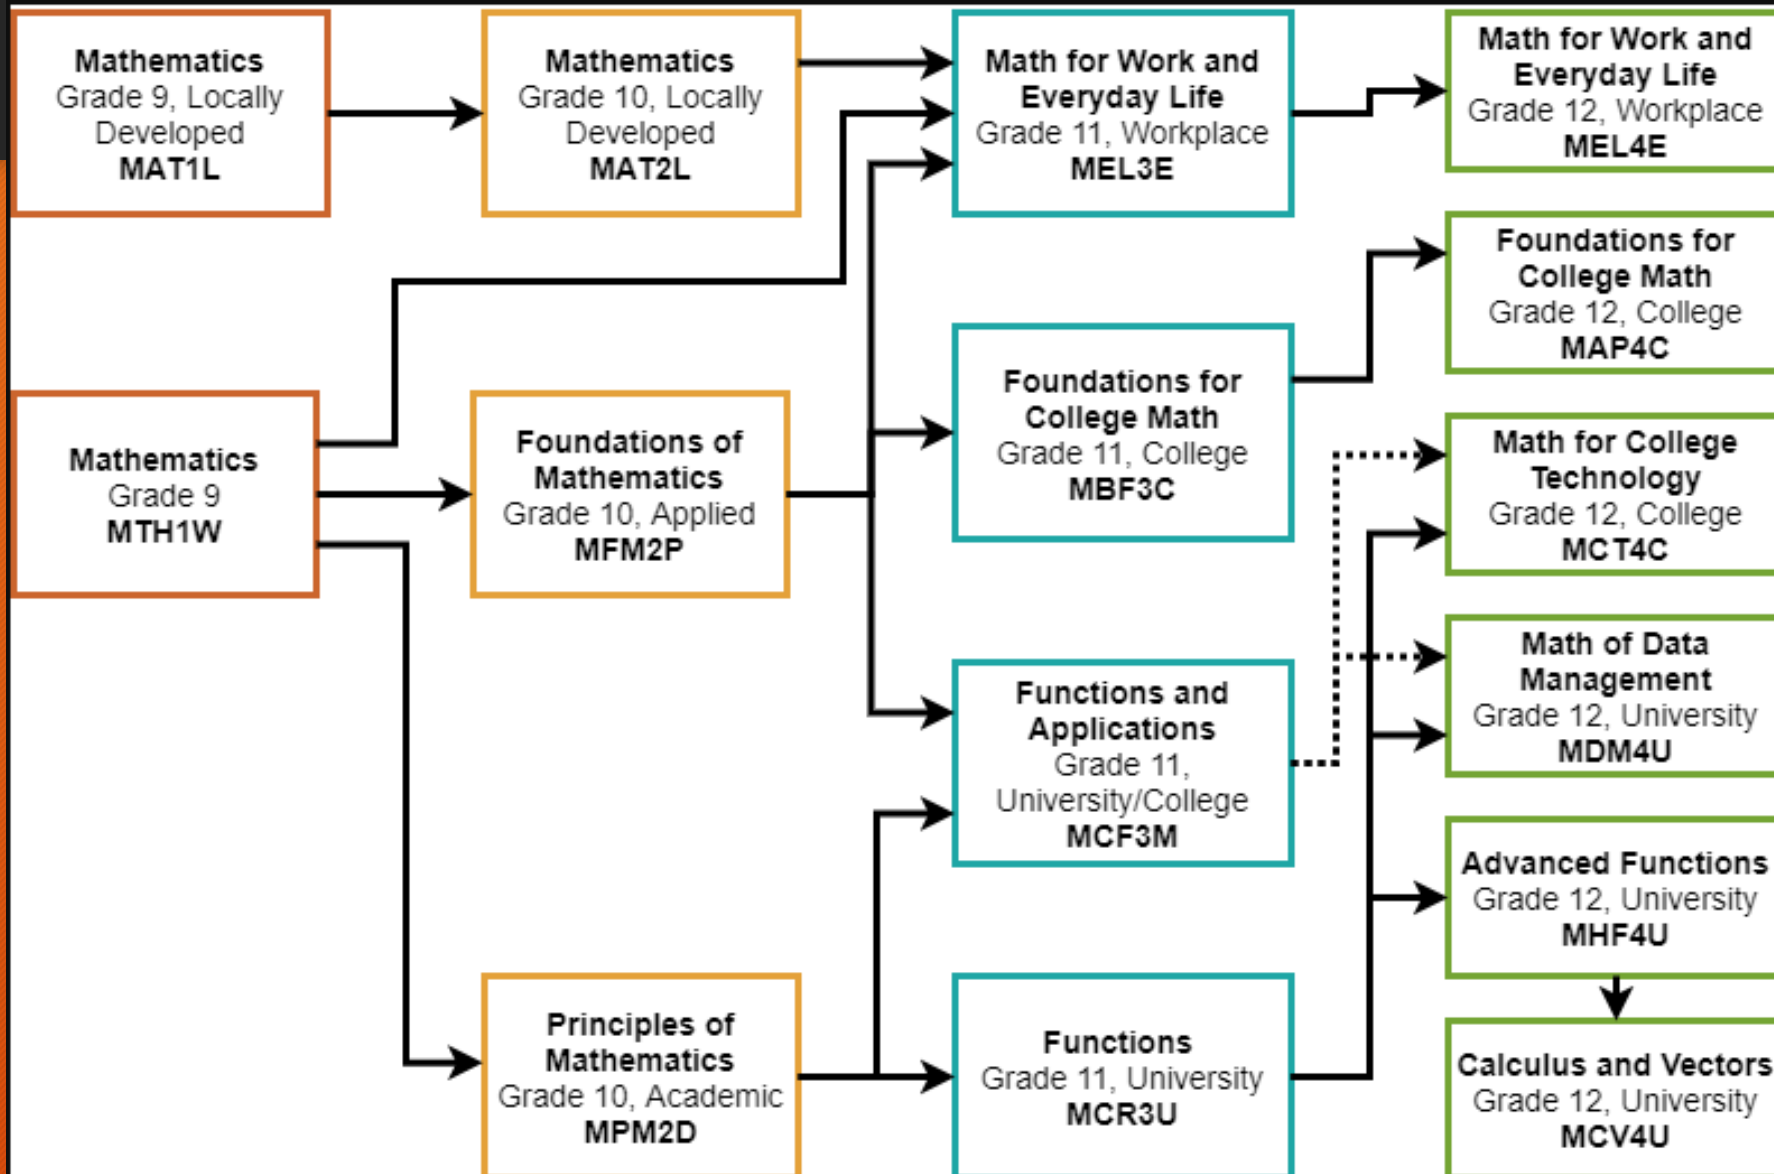 Mathematics
Grade 9, Locally
Developed
MAT1L
Mathematics
Grade 10, Locally
Developed
MAT2L
Math for Work and
Everyday Life
Grade 11, Workplace
MEL3E
Math for Work and
Everyday Life
Grade 12, Workplace
MEL4E
Foundations for
College Math
Grade 12, College
MAP4C
Mathematics
Grade 9
MTH1W
Foundations of
Mathematics
Grade 10, Applied
MFM2P
Foundations for
College Math
Grade 11, College
MBF3C
Math for College
Technology
Grade 12, College
MCT4C
Functions and
Applications
Grade 11,
University/College
MCF3M
Math of Data
Management
Grade 12, University
MDM4U
Advanced Functions
Grade 12, University
MHF4U
Principles of
Mathematics
Grade 10, Academic
MPM2D
Functions
Grade 11, University
MCR3U
Calculus and Vectors
Grade 12, University
MCV4U